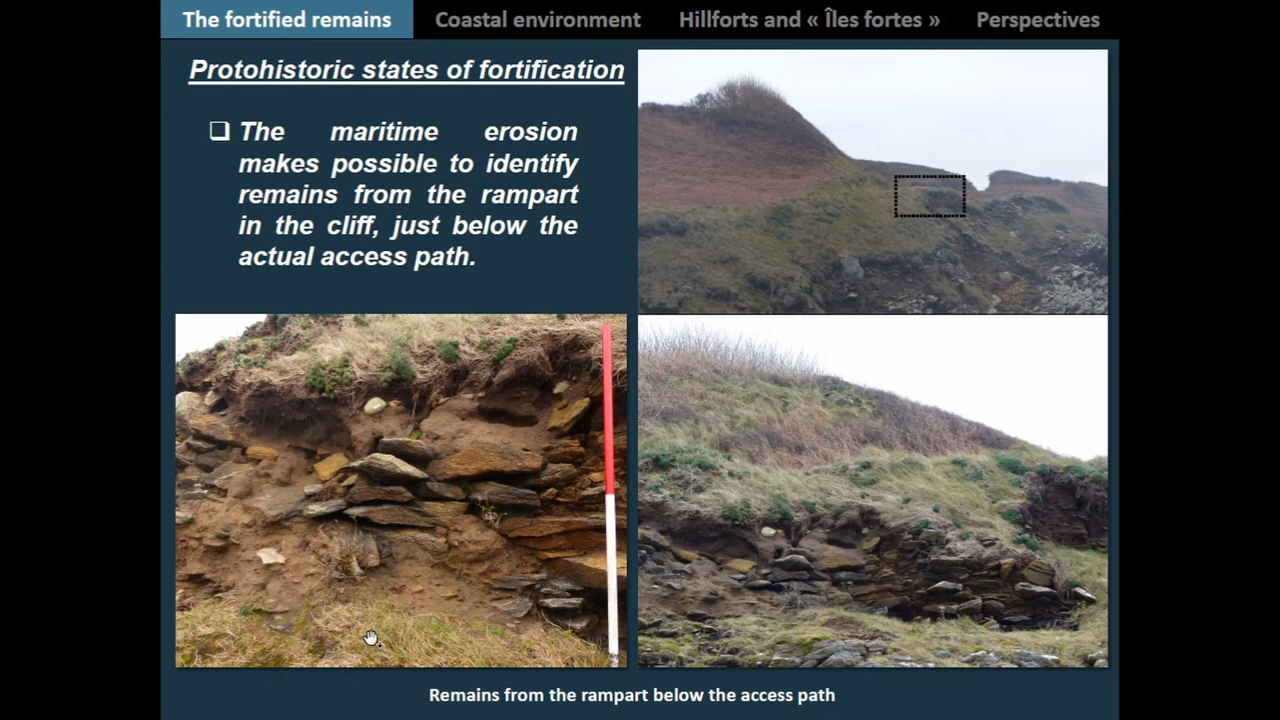 The fortified remains
Coastal environment
Hillforts and « Îles fortes »
Perspectives
Protohistoric states of fortification
The maritime erosion
makes possible to identify
remains from the rampart
in the cliff, just below the
actual access path.
Remains from the rampart below the access path